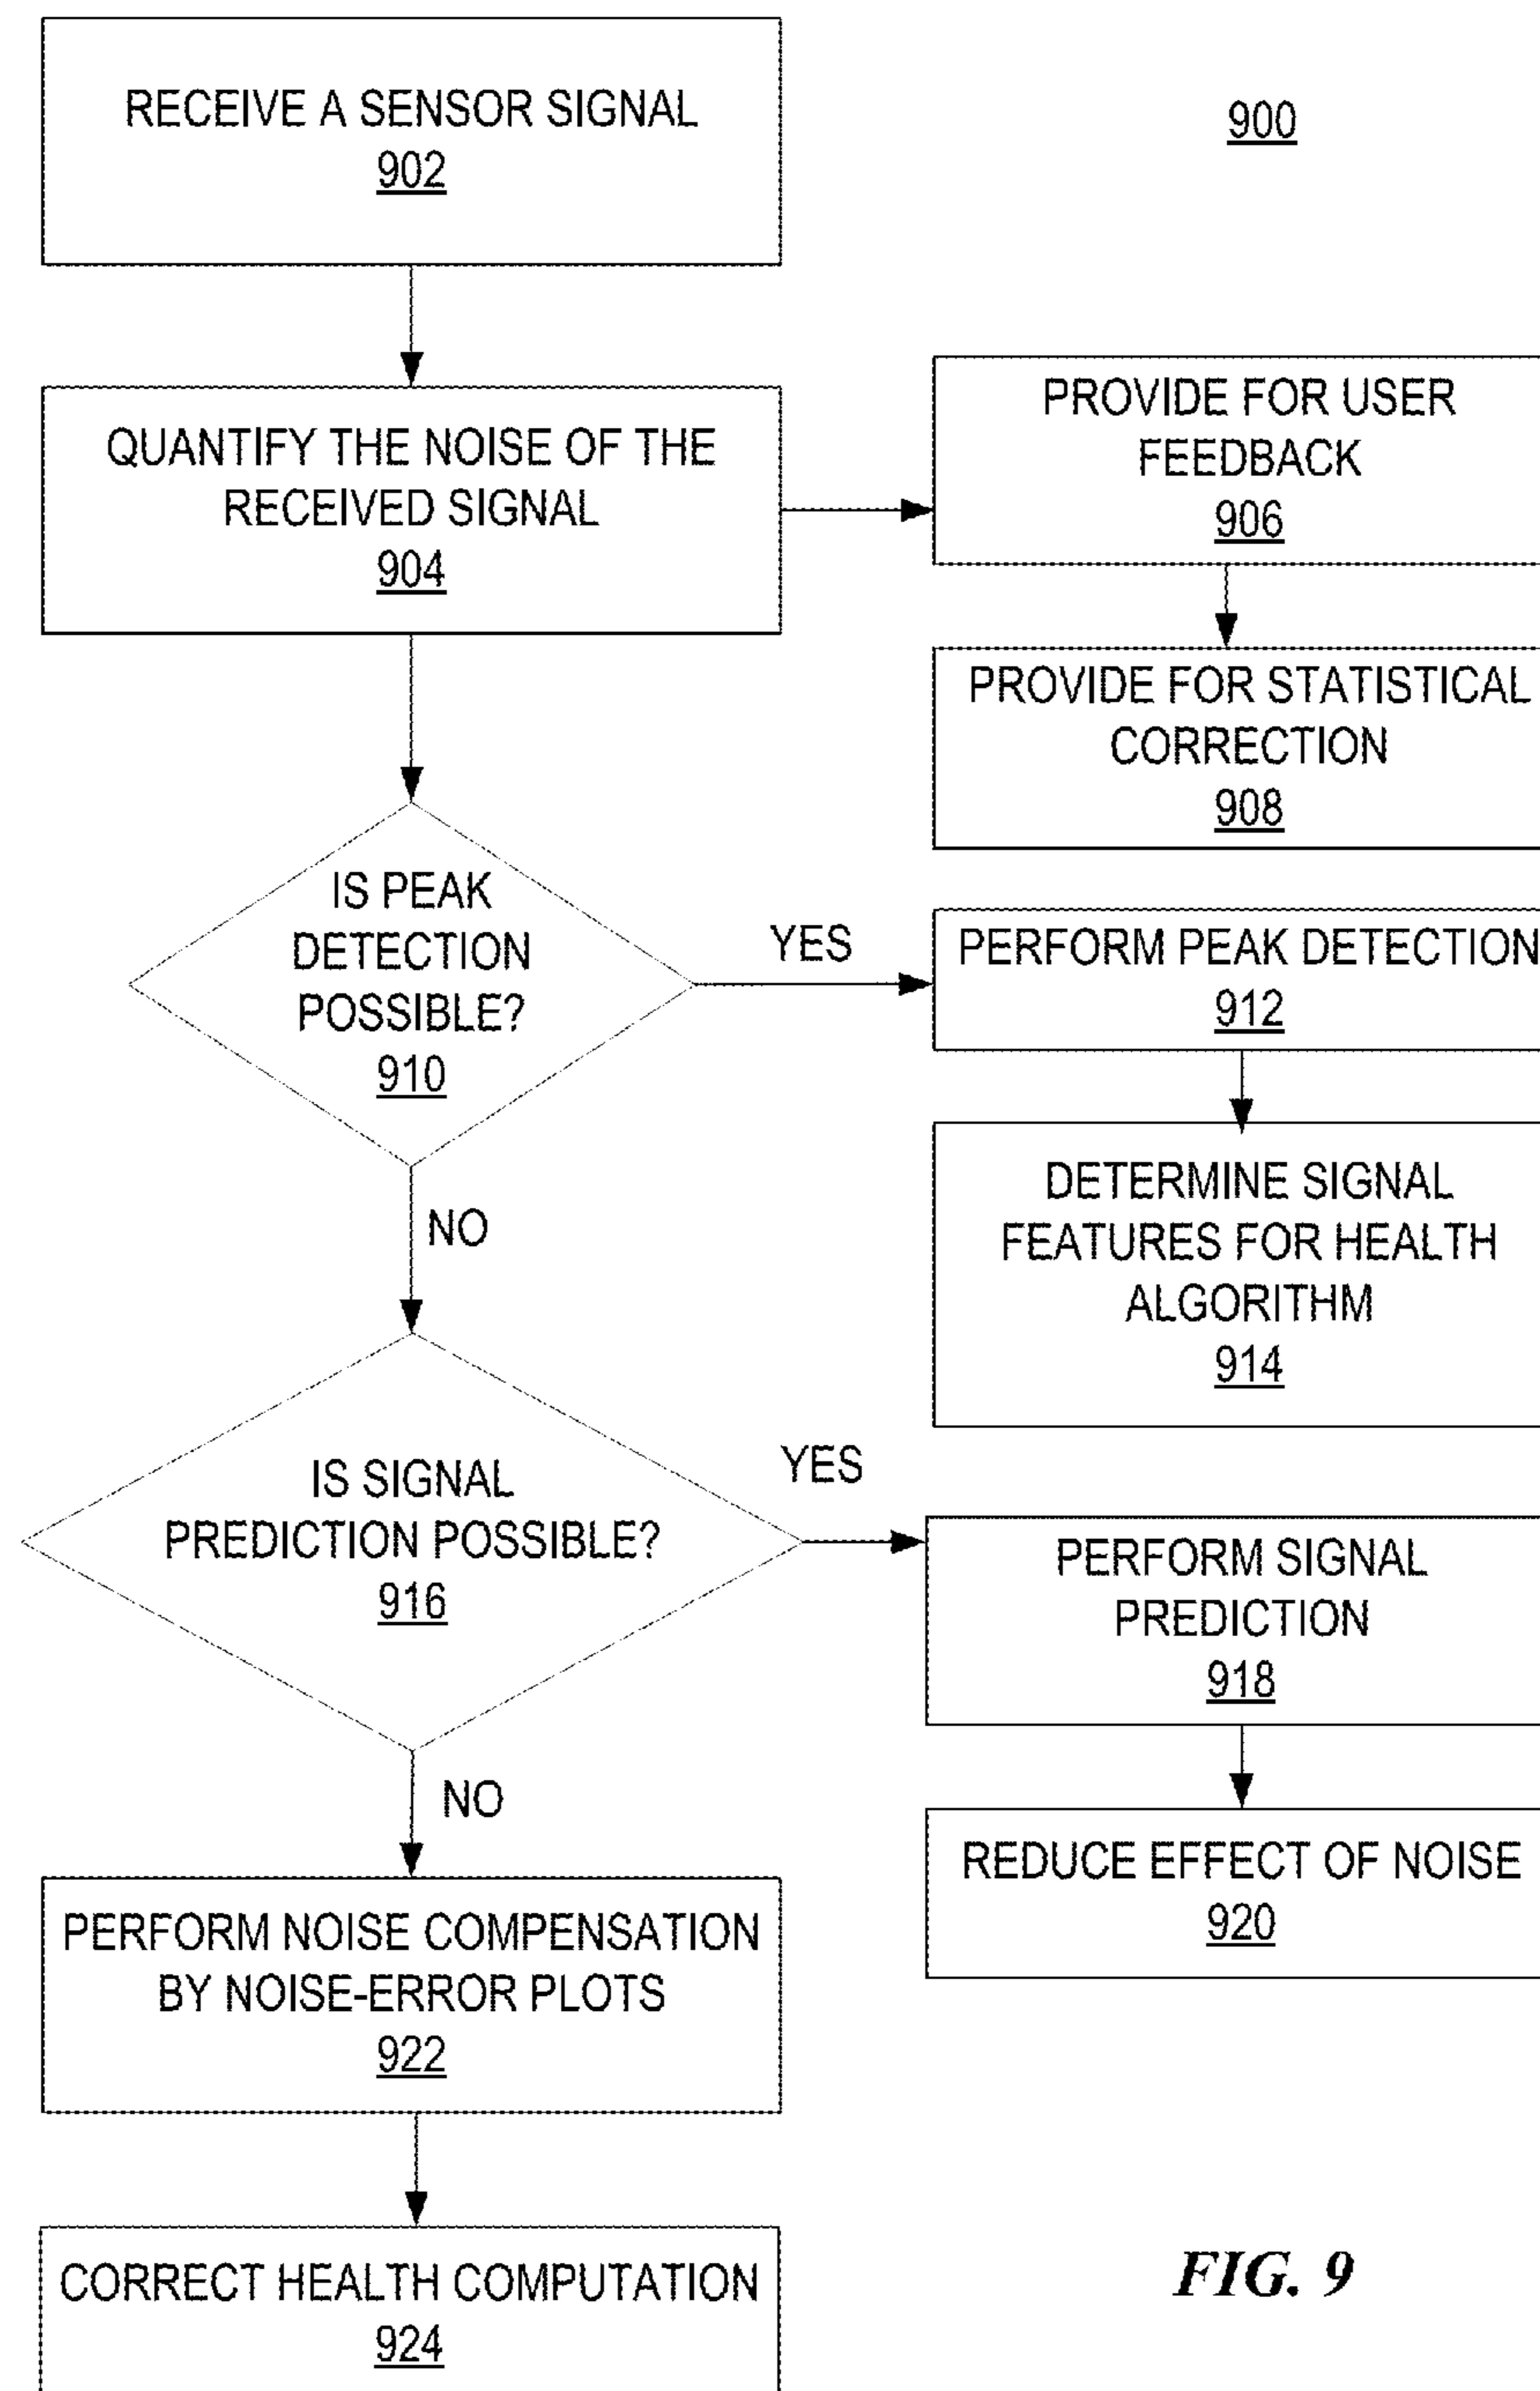 RECEIVE A SENSOR SIGNAL
902
900
QUANTIFY THE NOISE OF THE
RECEIVED SIGNAL
904
PROVIDE FOR USER
FEEDBACK
906
PROVIDE FOR STATISTICAL
CORRECTION
908
IS PEAK
DETECTION
POSSIBLE?
910
YES
PERFORM PEAK DETECTION
912
DETERMINE SIGNAL
FEATURES FOR HEALTH
ALGORITHM
914
NO
IS SIGNAL
PREDICTION POSSIBLE?
916
YES
PERFORM SIGNAL
PREDICTION
918
REDUCE EFFECT OF NOISE
920
NO
PERFORM NOISE COMPENSATION
BY NOISE-ERROR PLOTS
922
CORRECT HEALTH COMPUTATION
924
FIG. 9